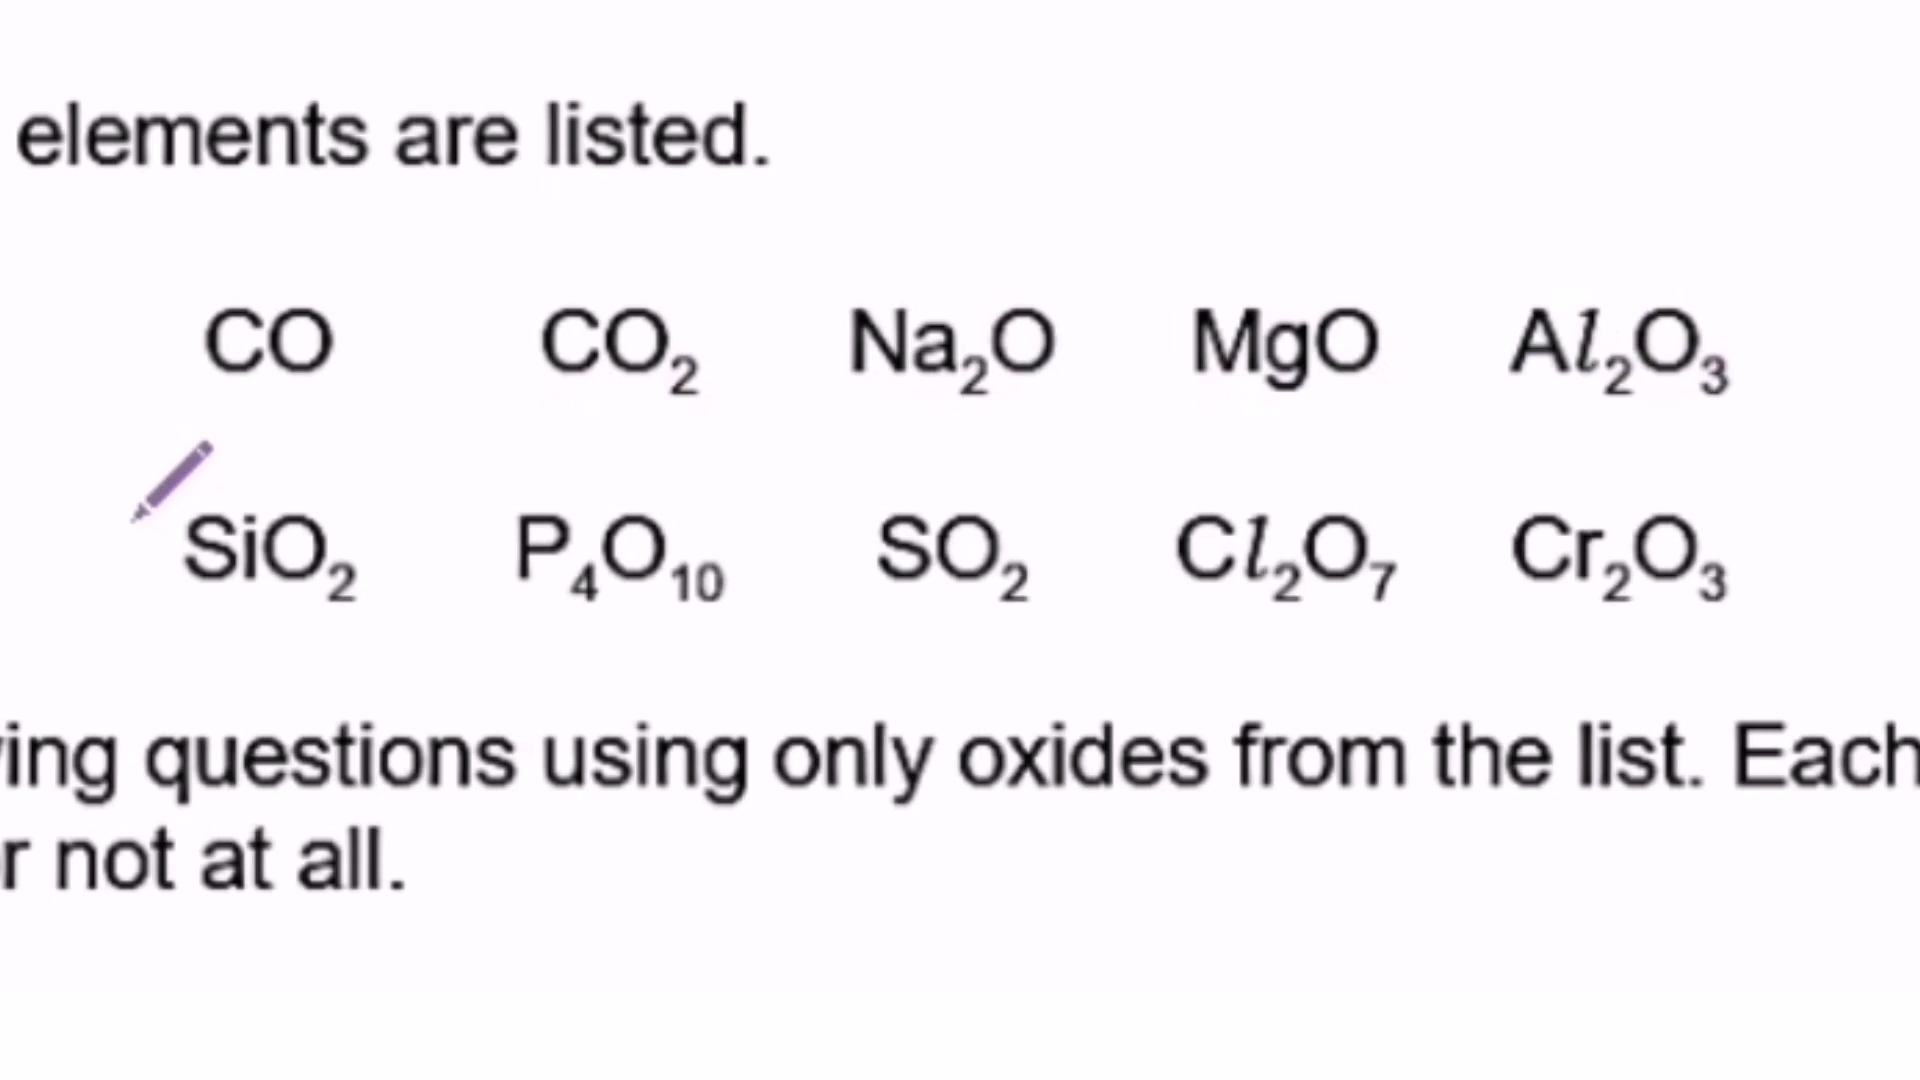 elements are listed.
CO CO₂ Na₂O MgO Al₂O₃
SiO₂ P₄O₁₀ SO₂ Cl₂O₇ Cr₂O₃
ing questions using only oxides from the list. Each
r not at all.